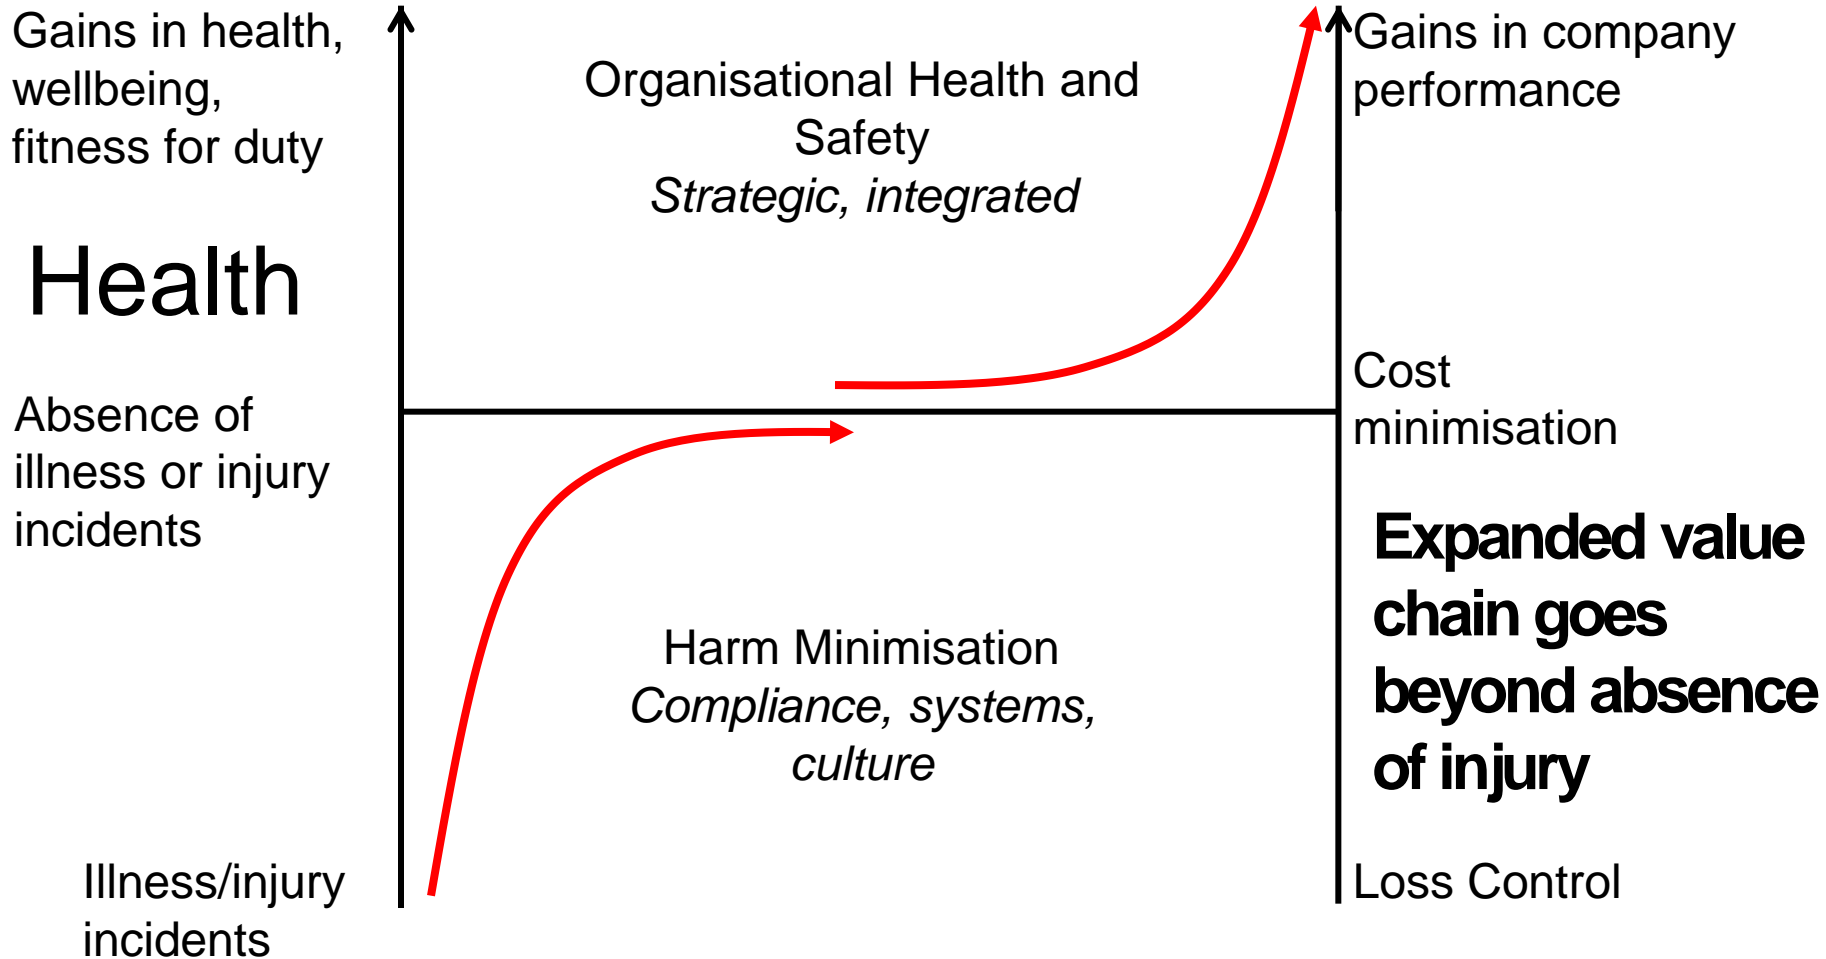 Gains in health,
wellbeing,
fitness for duty
Health
Absence of
illness or injury
incidents
Illness/injury
incidents
Organisational Health and
Safety
Strategic, integrated
Harm Minimisation
Compliance, systems,
culture
Gains in company
performance
Cost
minimisation
Expanded value
chain goes
beyond absence
of injury
Loss Control